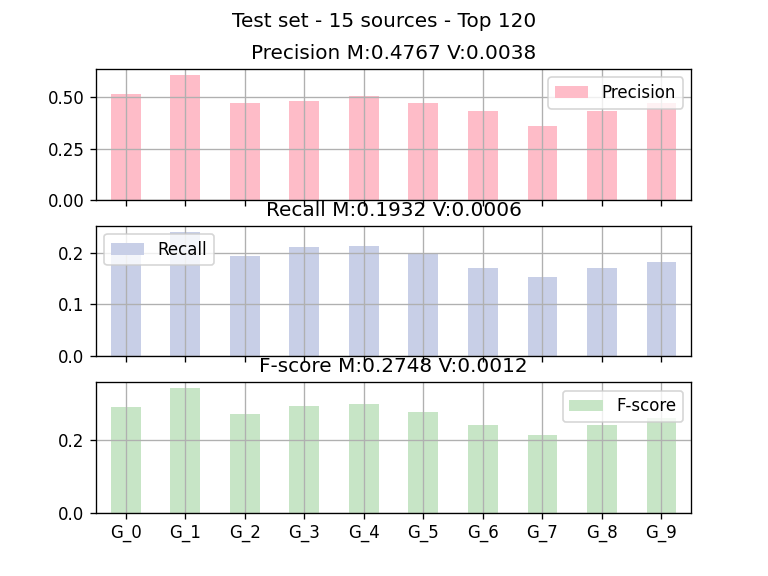 Test set - 15 sources - Top 120
Precision M:0.4767 V:0.0038
0.50
0.25
0.00
Precision
Recall M:0.1932 V:0.0006
0.2
0.1
0.0
Recall
F-score M:0.2748 V:0.0012
0.2
0.0
F-score
G_0 G_1 G_2 G_3 G_4 G_5 G_6 G_7 G_8 G_9